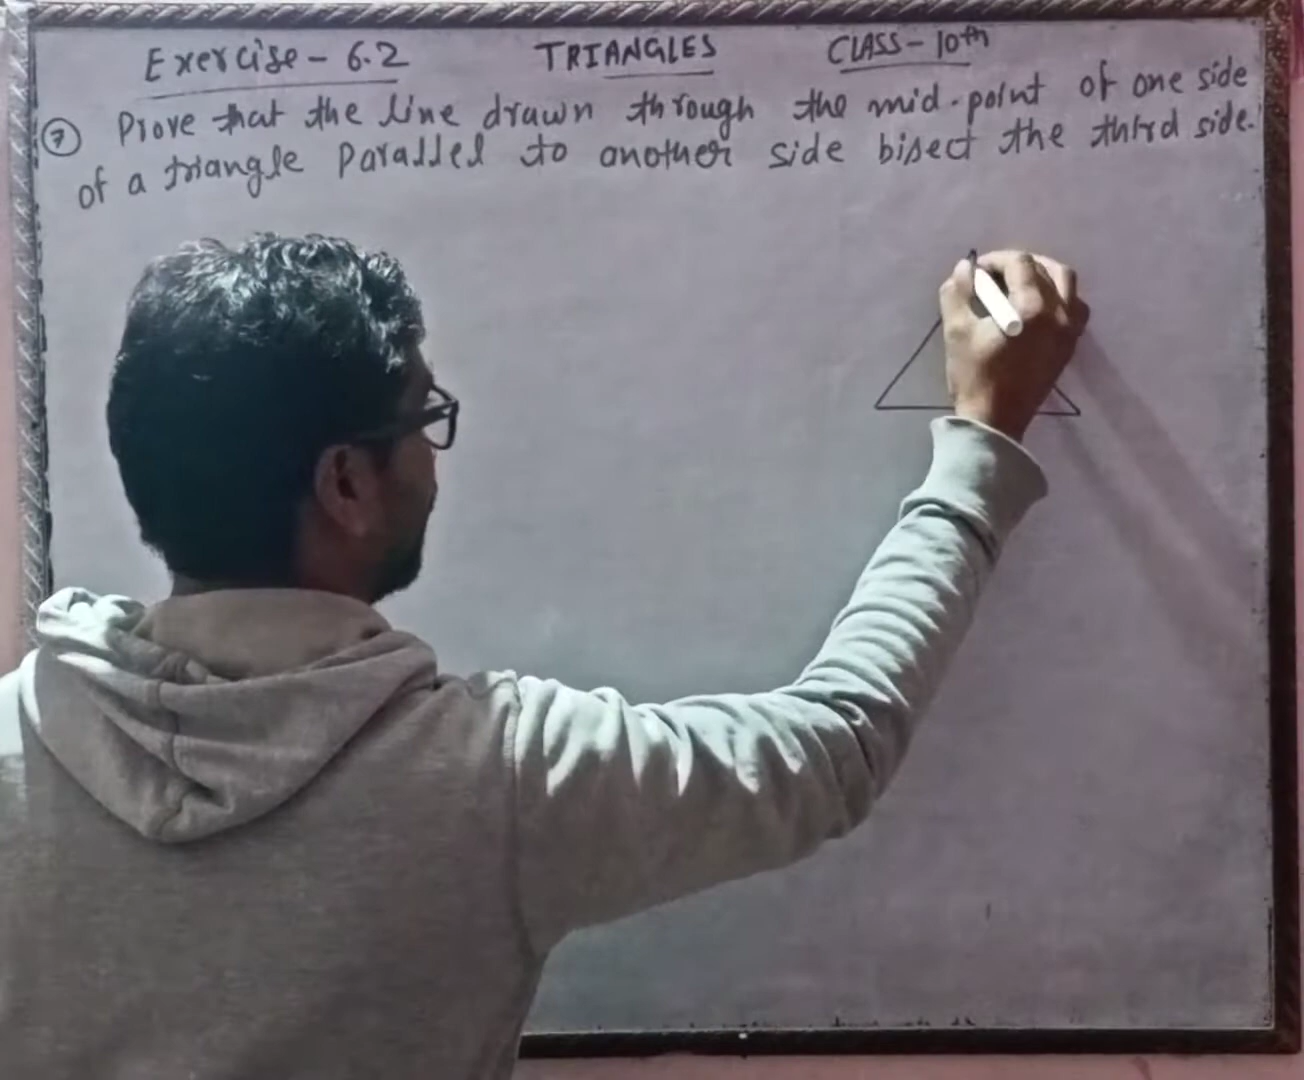 Exercise - 6.2 TRIANGLES CLASS - 10th
7 Prove that the line drawn through the mid-point of one side
of a triangle Parallel to another side bisect the third side.